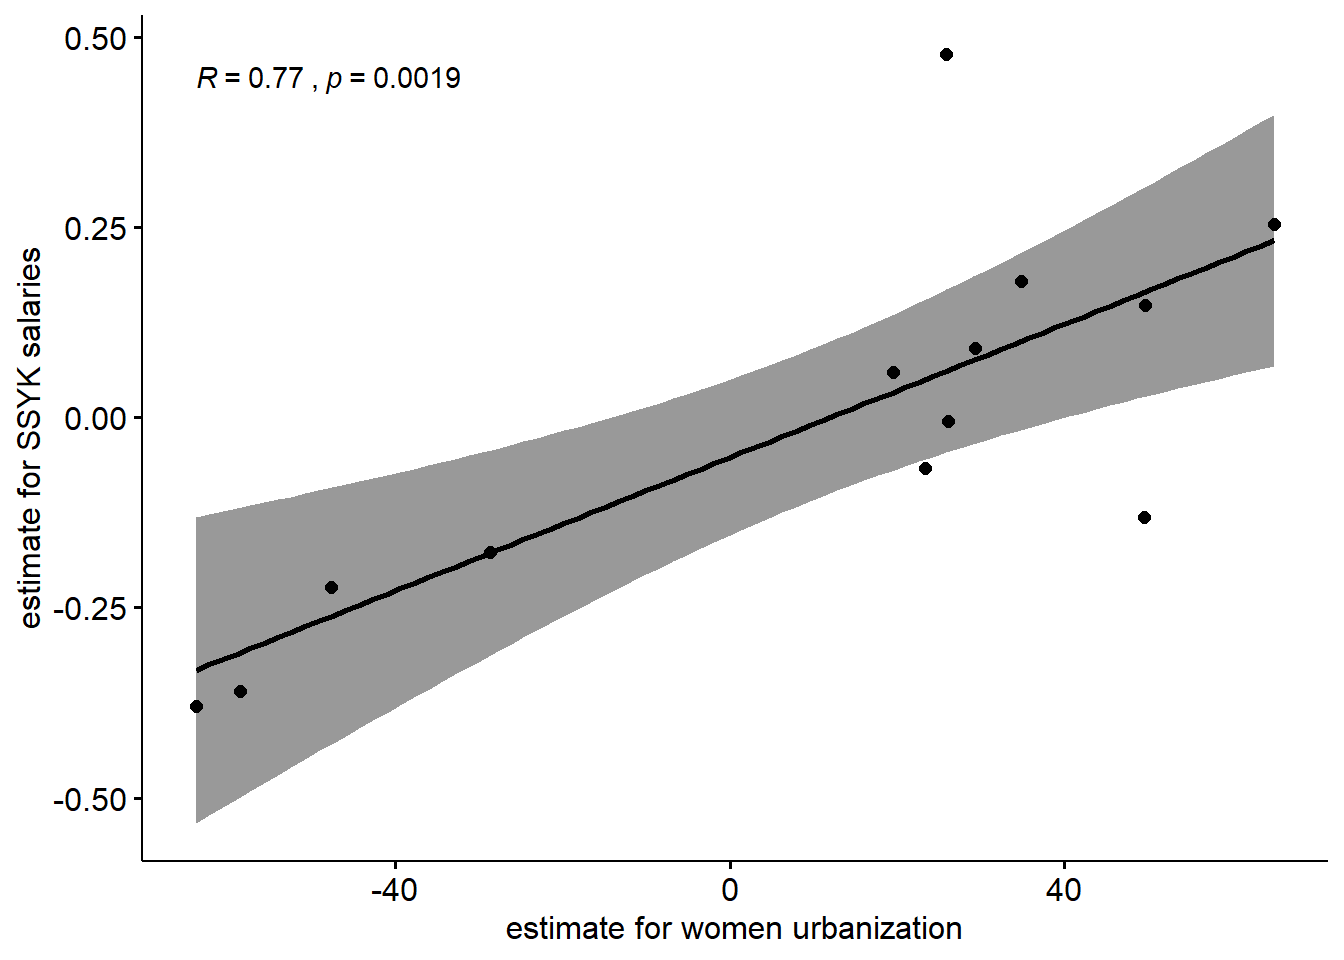 0.50
R = 0.77 , p = 0.0019
0.25
0.00
-0.25
-0.50
estimate for SSYK salaries
-40 0 40
estimate for women urbanization